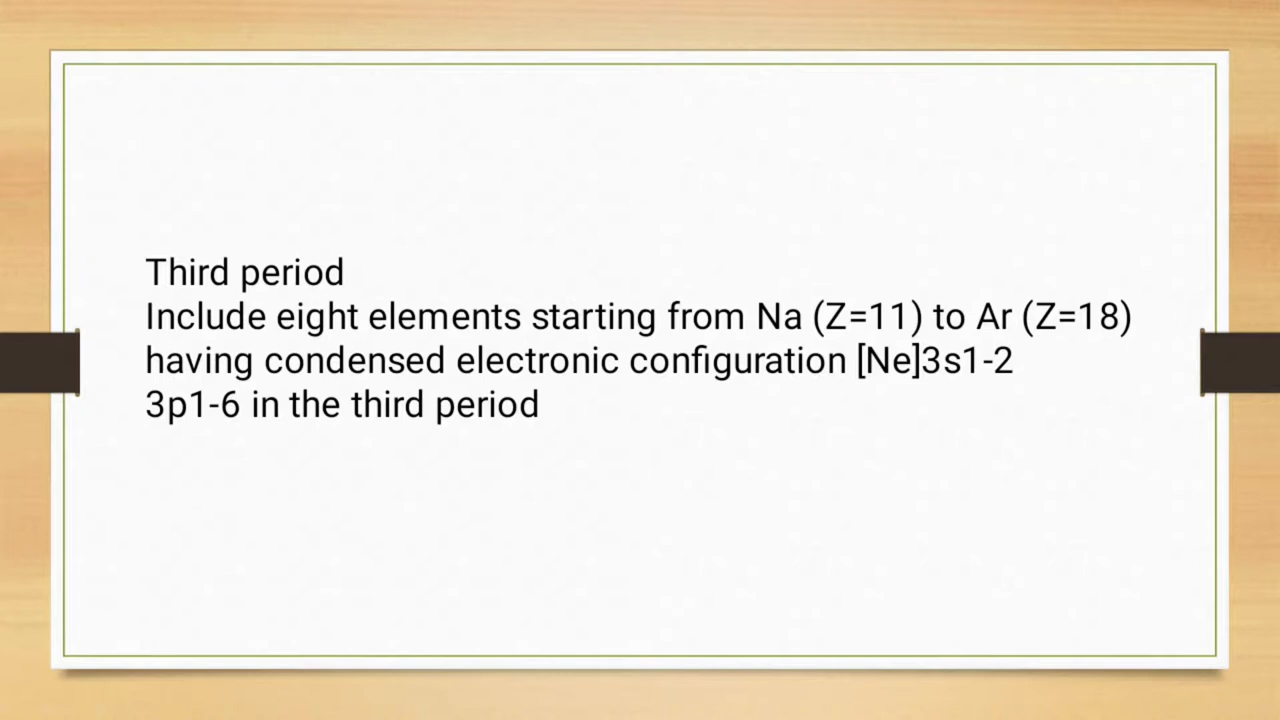 Third period
Include eight elements starting from Na (Z=11) to Ar (Z=18)
having condensed electronic configuration [Ne]3s1-2
3p1-6 in the third period